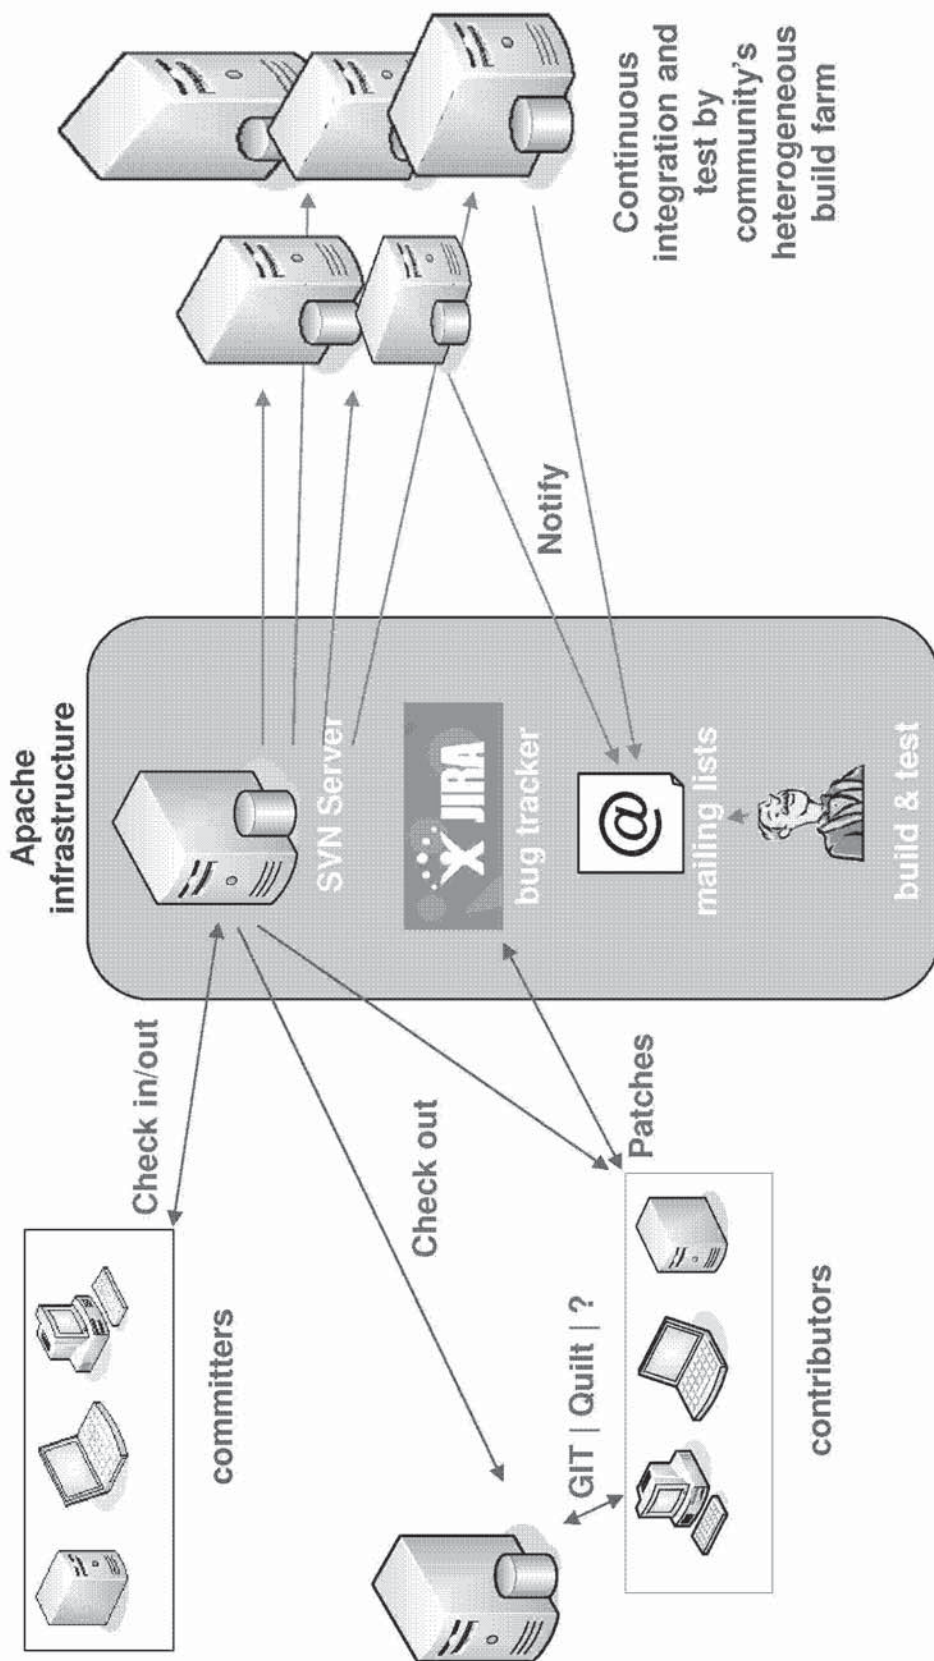 Apache
infrastructure
Check in/out
committers
SVN Server
Check out
JIRA
bug tracker
GIT | Quilt | ?
Patches
contributors
@
mailing lists
build & test
Notify
Continuous
integration and
test by
community's
heterogeneous
build farm